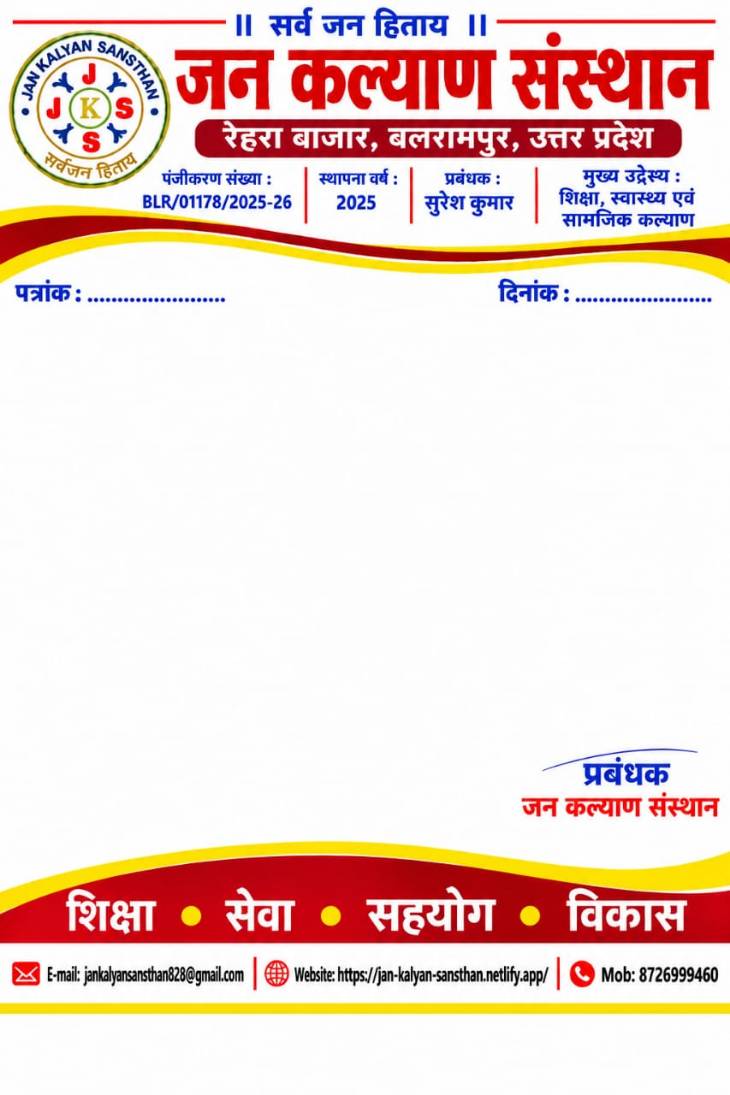 ॥ सर्व जन हिताय ॥
JAN KALYAN SANSTHAN
J
J K S S
S
सर्वजन हिताय
जन कल्याण संस्थान
रेहरा बाजार, बलरामपुर, उत्तर प्रदेश
पंजीकरण संख्या :
BLR/01178/2025-26
स्थापना वर्ष :
2025
प्रबंधक :
सुरेश कुमार
मुख्य उद्रेस्य :
शिक्षा, स्वास्थ्य एवं
सामजिक कल्याण
पत्रांक : .......................
दिनांक : .......................
प्रबंधक
जन कल्याण संस्थान
शिक्षा • सेवा • सहयोग • विकास
E-mail: jankalyansansthan828@gmail.com
Website: https://jan-kalyan-sansthan.netlify.app/
Mob: 8726999460